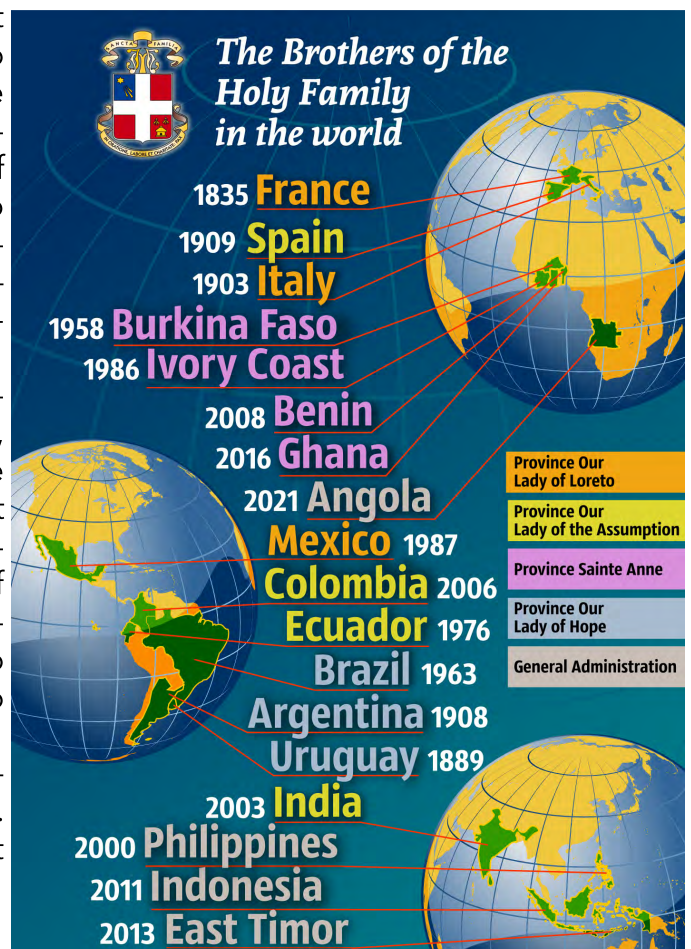 SANCTA FAMILIA
The Brothers of the
Holy Family
in the world
1835 France
1909 Spain
1903 Italy
1958 Burkina Faso
1986 Ivory Coast
2008 Benin
2016 Ghana
2021 Angola
Mexico 1987
Colombia 2006
Ecuador 1976
Brazil 1963
Argentina 1908
Uruguay 1889
2003 India
2000 Philippines
2011 Indonesia
2013 East Timor
Province Our
Lady of Loreto
Province Our
Lady of the Assumption
Province Sainte Anne
Province Our
Lady of Hope
General Administration